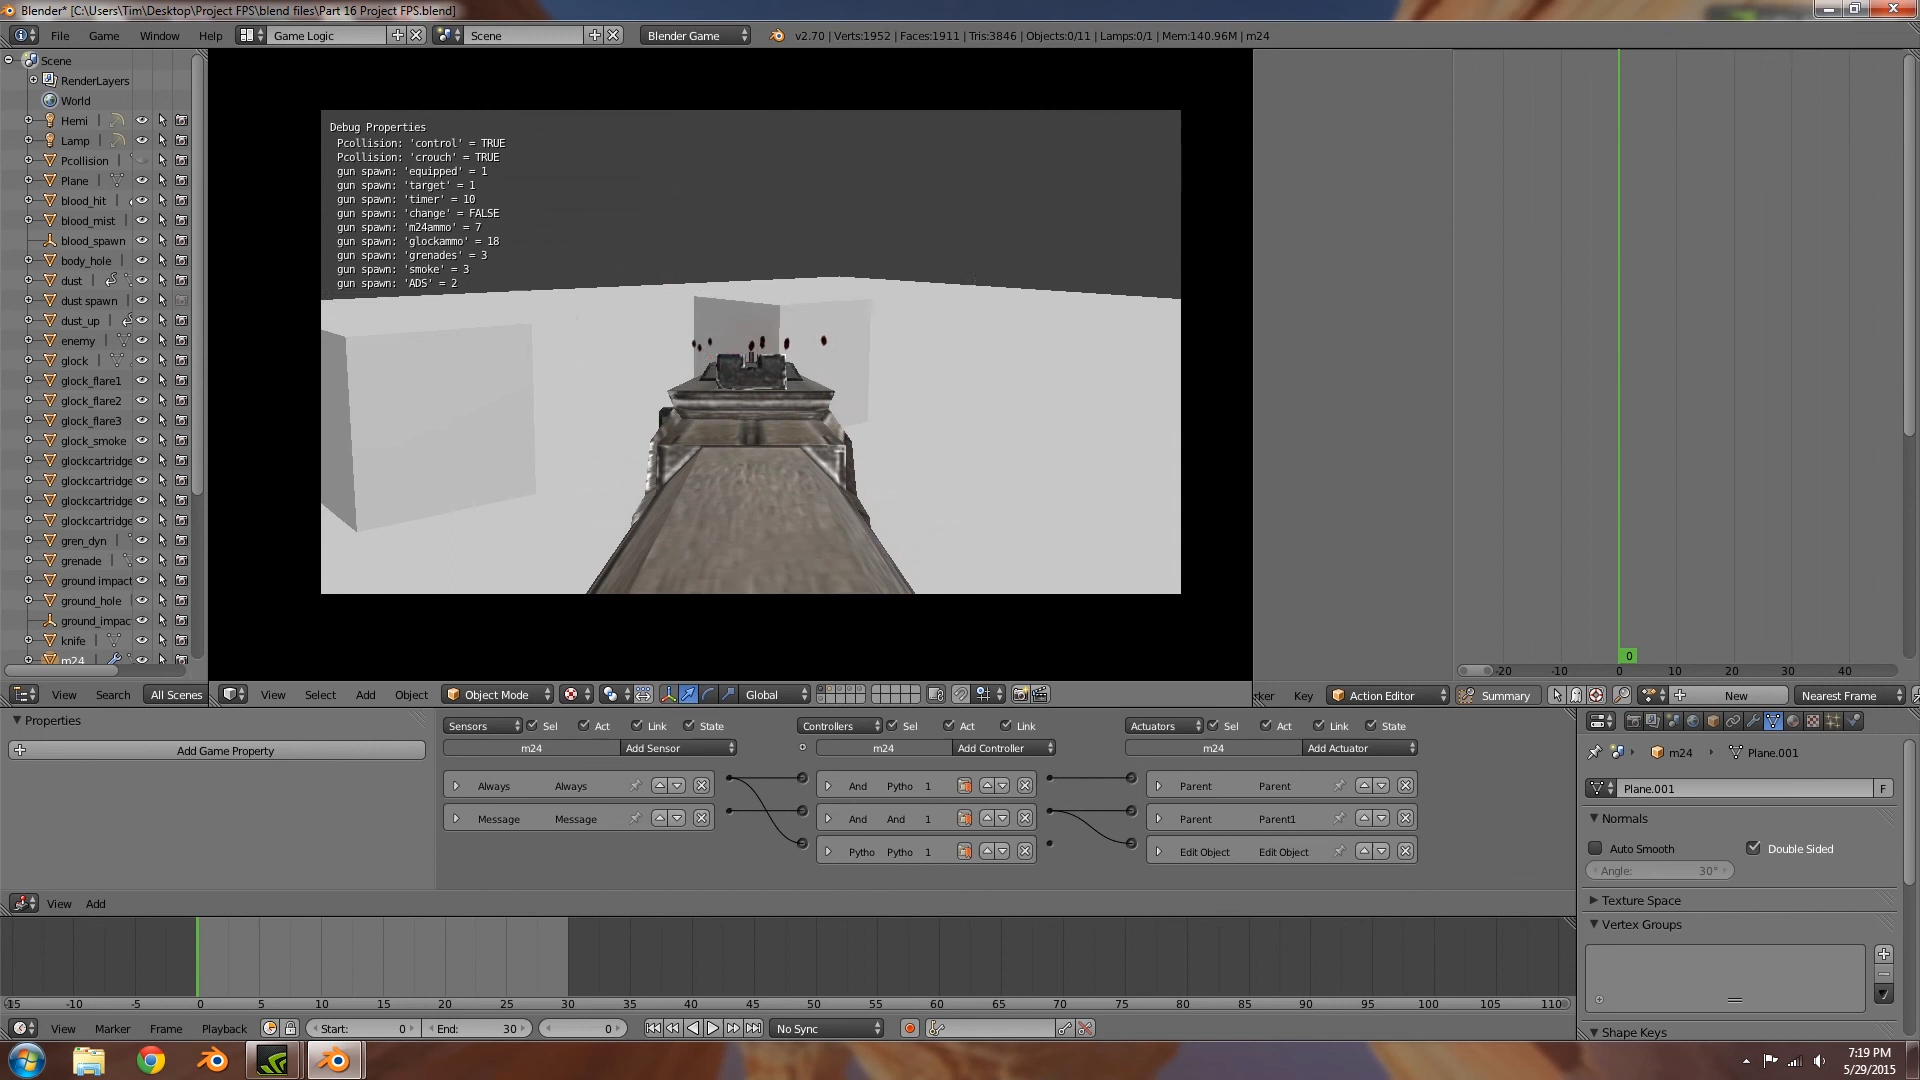 Blender* [C:\Users\Tim\Desktop\Project FPS\blend files\Part 16 Project FPS.blend]
File Game Window Help Game Logic Scene Blender Game v2.70 | Verts:1952 | Faces:1911 | Tris:3846 | Objects:0/11 | Lamps:0/1 | Mem:140.96M | m24
Scene
RenderLayers
World
Hemi
Lamp
Pcollision
Plane
blood_hit
blood_mist
blood_spawn
body_hole
dust
dust spawn
dust_up
enemy
glock
glock_flare1
glock_flare2
glock_flare3
glock_smoke
glockcartridge
glockcartridge
glockcartridge
glockcartridge
gren_dyn
grenade
ground impact
ground_hole
ground_impac
knife
m24
Debug Properties
Pcollision: 'control' = TRUE
Pcollision: 'crouch' = TRUE
gun spawn: 'equipped' = 1
gun spawn: 'target' = 1
gun spawn: 'timer' = 10
gun spawn: 'change' = FALSE
gun spawn: 'm24ammo' = 7
gun spawn: 'glockammo' = 18
gun spawn: 'grenades' = 3
gun spawn: 'smoke' = 3
gun spawn: 'ADS' = 2
0
-20 -10 0 10 20 30 40
View Search All Scenes View Select Add Object Object Mode Global ker Key Action Editor Summary New Nearest Frame
Properties
Add Game Property
Sensors Sel Act Link State Controllers Sel Act Link Actuators Sel Act Link State
m24 Add Sensor m24 Add Controller m24 Add Actuator
Always Always And Pytho 1 Parent Parent
Message Message And And 1 Parent Parent1
Pytho Pytho 1 Edit Object Edit Object
m24 Plane.001
Plane.001 F
Normals
Auto Smooth Double Sided
Angle: 30°
Texture Space
Vertex Groups
Shape Keys
View Add
-15 -10 -5 0 5 10 15 20 25 30 35 40 45 50 55 60 65 70 75 80 85 90 95 100 105 110
View Marker Frame Playback Start: 0 End: 30 0 No Sync
7:19 PM
5/29/2015